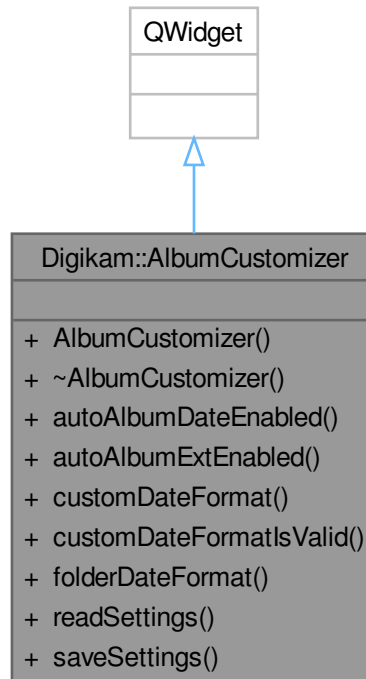 QWidget
Digikam::AlbumCustomizer
+ AlbumCustomizer()
+ ~AlbumCustomizer()
+ autoAlbumDateEnabled()
+ autoAlbumExtEnabled()
+ customDateFormat()
+ customDateFormatIsValid()
+ folderDateFormat()
+ readSettings()
+ saveSettings()